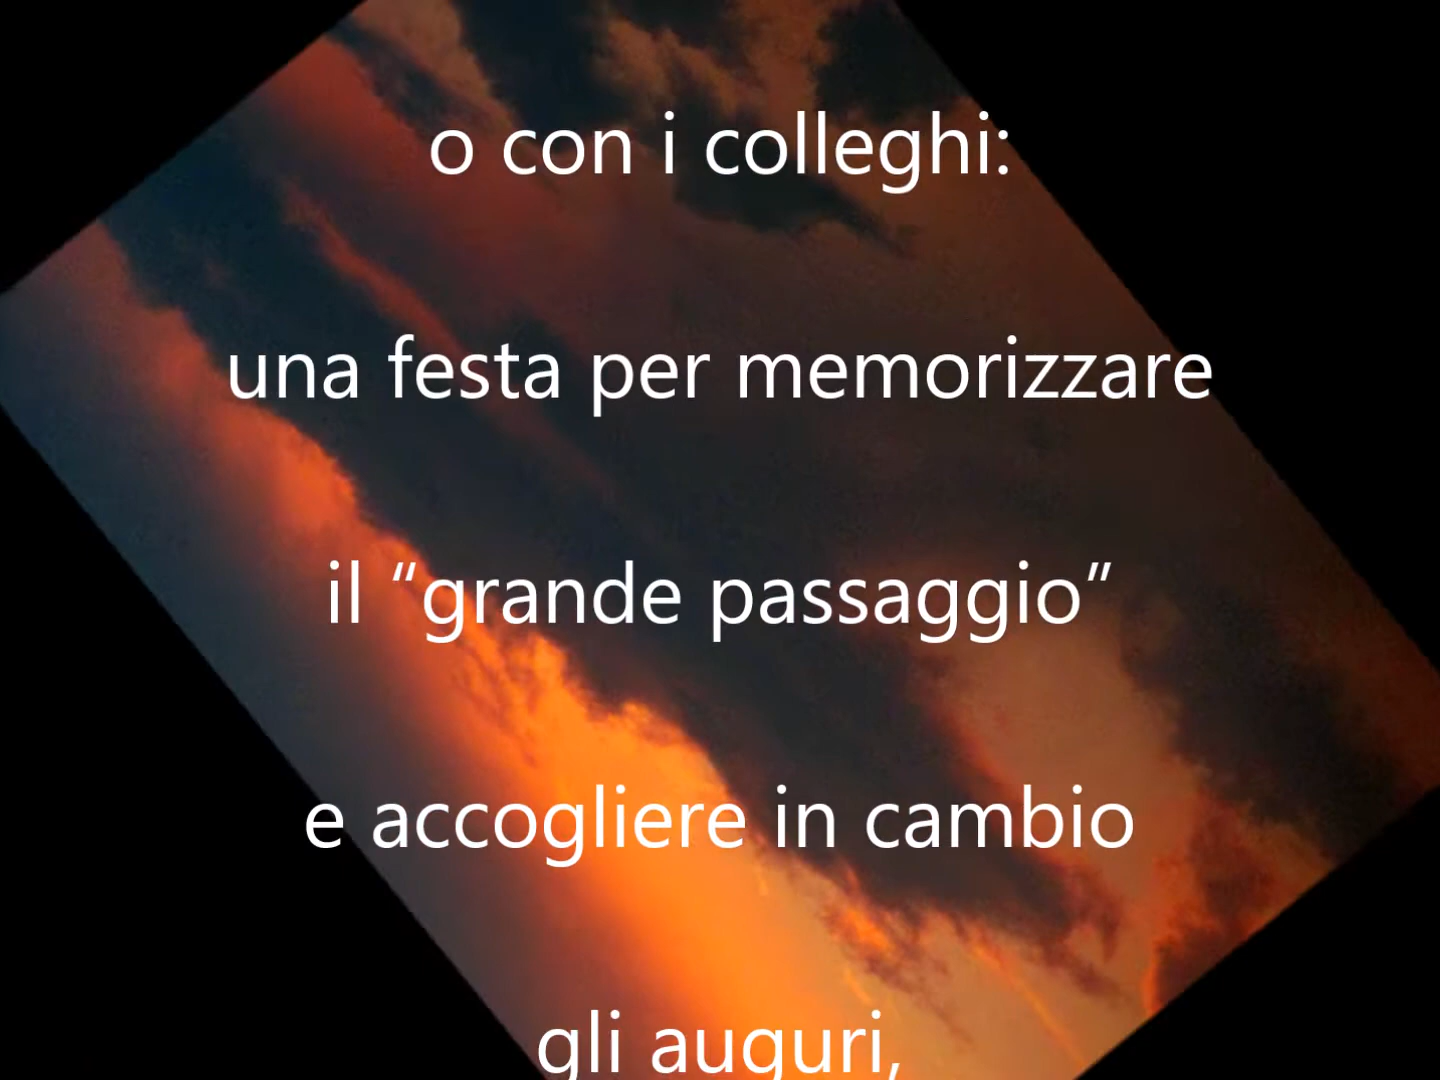 o con i colleghi:
una festa per memorizzare
il “grande passaggio”
e accogliere in cambio
gli auguri,